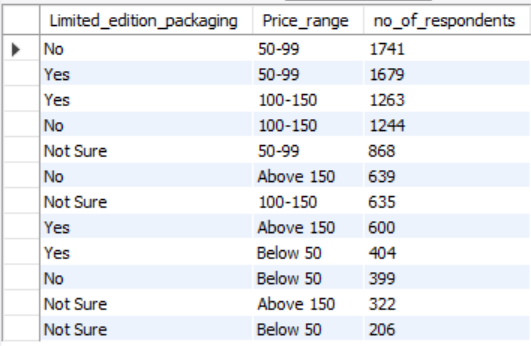 Limited_edition_packaging Price_range no_of_respondents
No 50-99 1741
Yes 50-99 1679
Yes 100-150 1263
No 100-150 1244
Not Sure 50-99 868
No Above 150 639
Not Sure 100-150 635
Yes Above 150 600
Yes Below 50 404
No Below 50 399
Not Sure Above 150 322
Not Sure Below 50 206